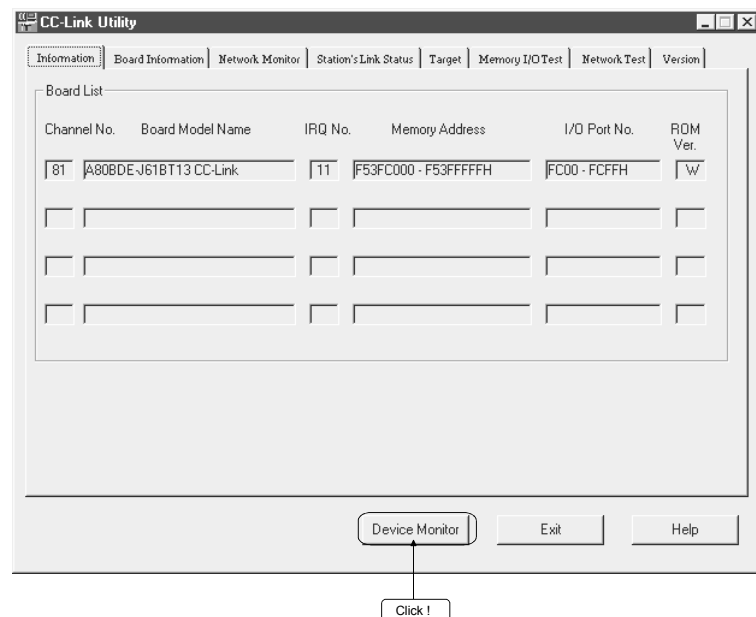 CC-Link Utility
Information Board Information Network Monitor Station's Link Status Target Memory I/O Test Network Test Version
Board List
Channel No. Board Model Name IRQ No. Memory Address I/O Port No. ROM Ver.
81 A80BDE-J61BT13 CC-Link 11 F53FC000 - F53FFFFFH FC00 - FCFFH W
Device Monitor Exit Help
Click !